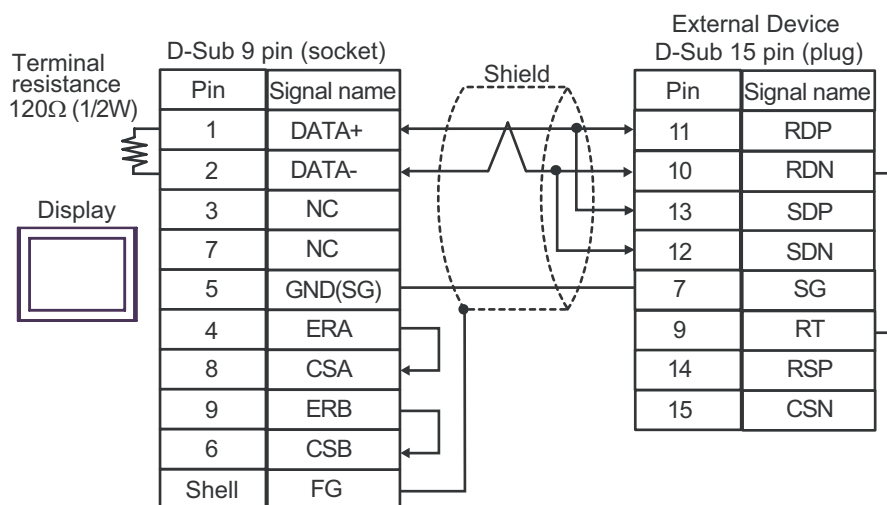 External Device
D-Sub 9 pin (socket)
D-Sub 15 pin (plug)
Terminal
resistance
120Ω (1/2W)
Shield
Pin Signal name
Pin Signal name
1 DATA+
11 RDP
2 DATA-
10 RDN
Display
3 NC
13 SDP
7 NC
12 SDN
5 GND(SG)
7 SG
4 ERA
9 RT
8 CSA
14 RSP
9 ERB
15 CSN
6 CSB
Shell FG